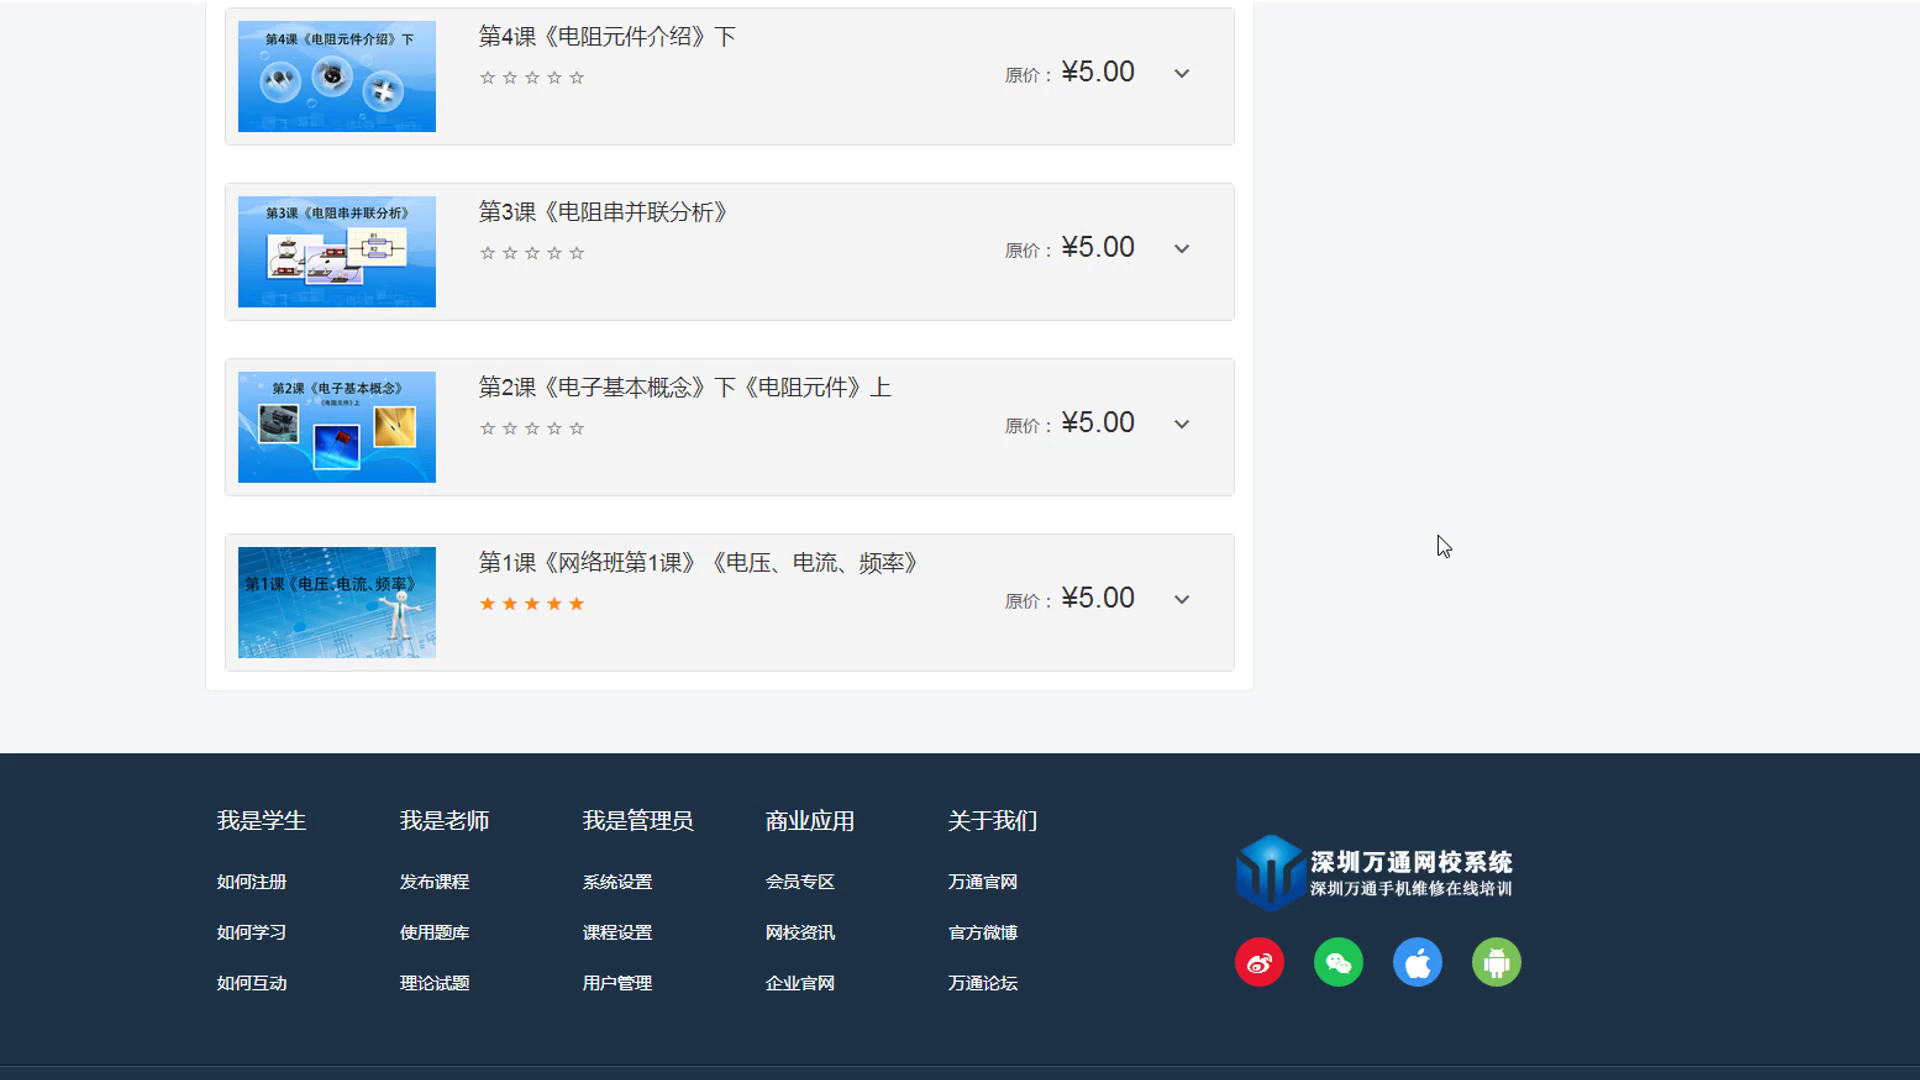 第4课《电阻元件介绍》下
第4课《电阻元件介绍》下
原价： ¥5.00
第3课《电阻串并联分析》
R1
R2
第3课《电阻串并联分析》
原价： ¥5.00
第2课《电子基本概念》
《电阻元件》上
第2课《电子基本概念》下《电阻元件》上
原价： ¥5.00
第1课《电压、电流、频率》
第1课《网络班第1课》《电压、电流、频率》
原价： ¥5.00
我是学生 我是老师 我是管理员 商业应用 关于我们
如何注册 发布课程 系统设置 会员专区 万通官网
如何学习 使用题库 课程设置 网校资讯 官方微博
如何互动 理论试题 用户管理 企业官网 万通论坛
深圳万通网校系统
深圳万通手机维修在线培训